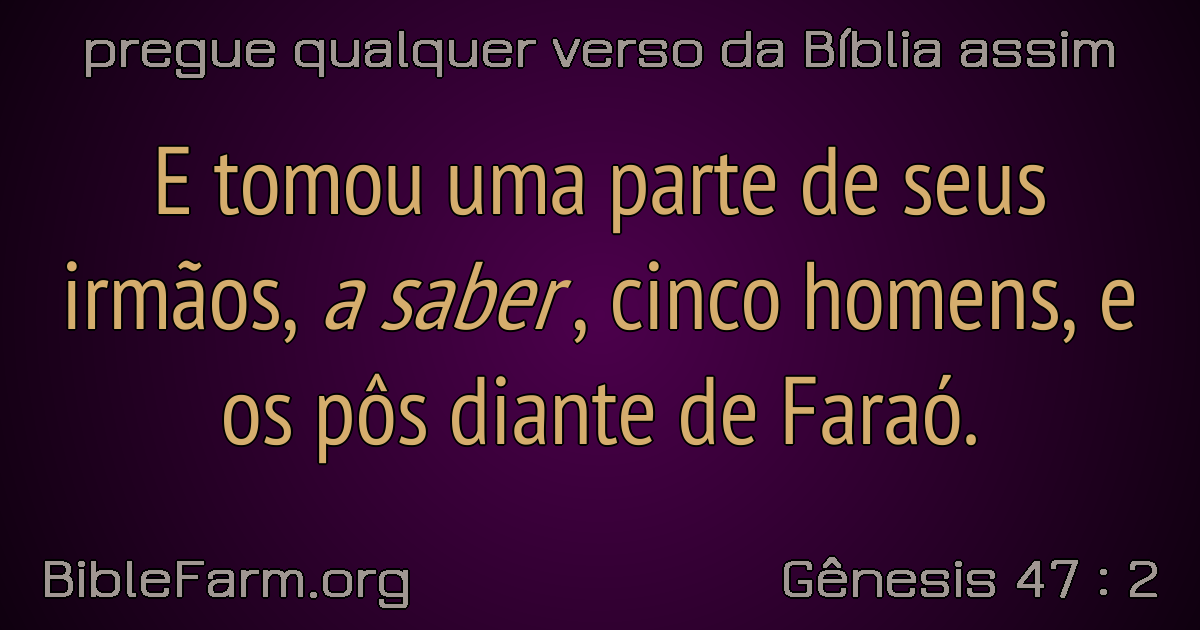 pregue qualquer verso da Bíblia assim
E tomou uma parte de seus
irmãos, a saber, cinco homens, e
os pôs diante de Faraó.
BibleFarm.org
Gênesis 47 : 2